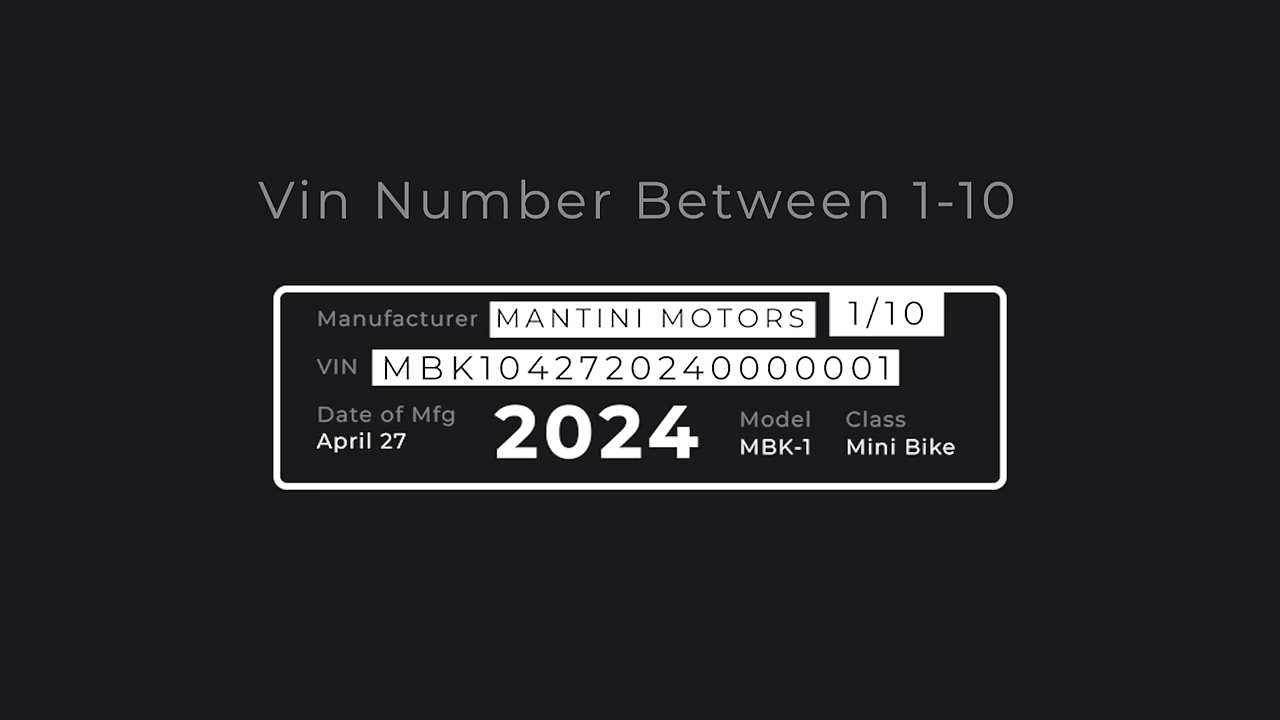 Vin Number Between 1-10
Manufacturer MANTINI MOTORS 1/10
VIN MBK1042720240000001
Date of Mfg 2024 Model Class
April 27 MBK-1 Mini Bike